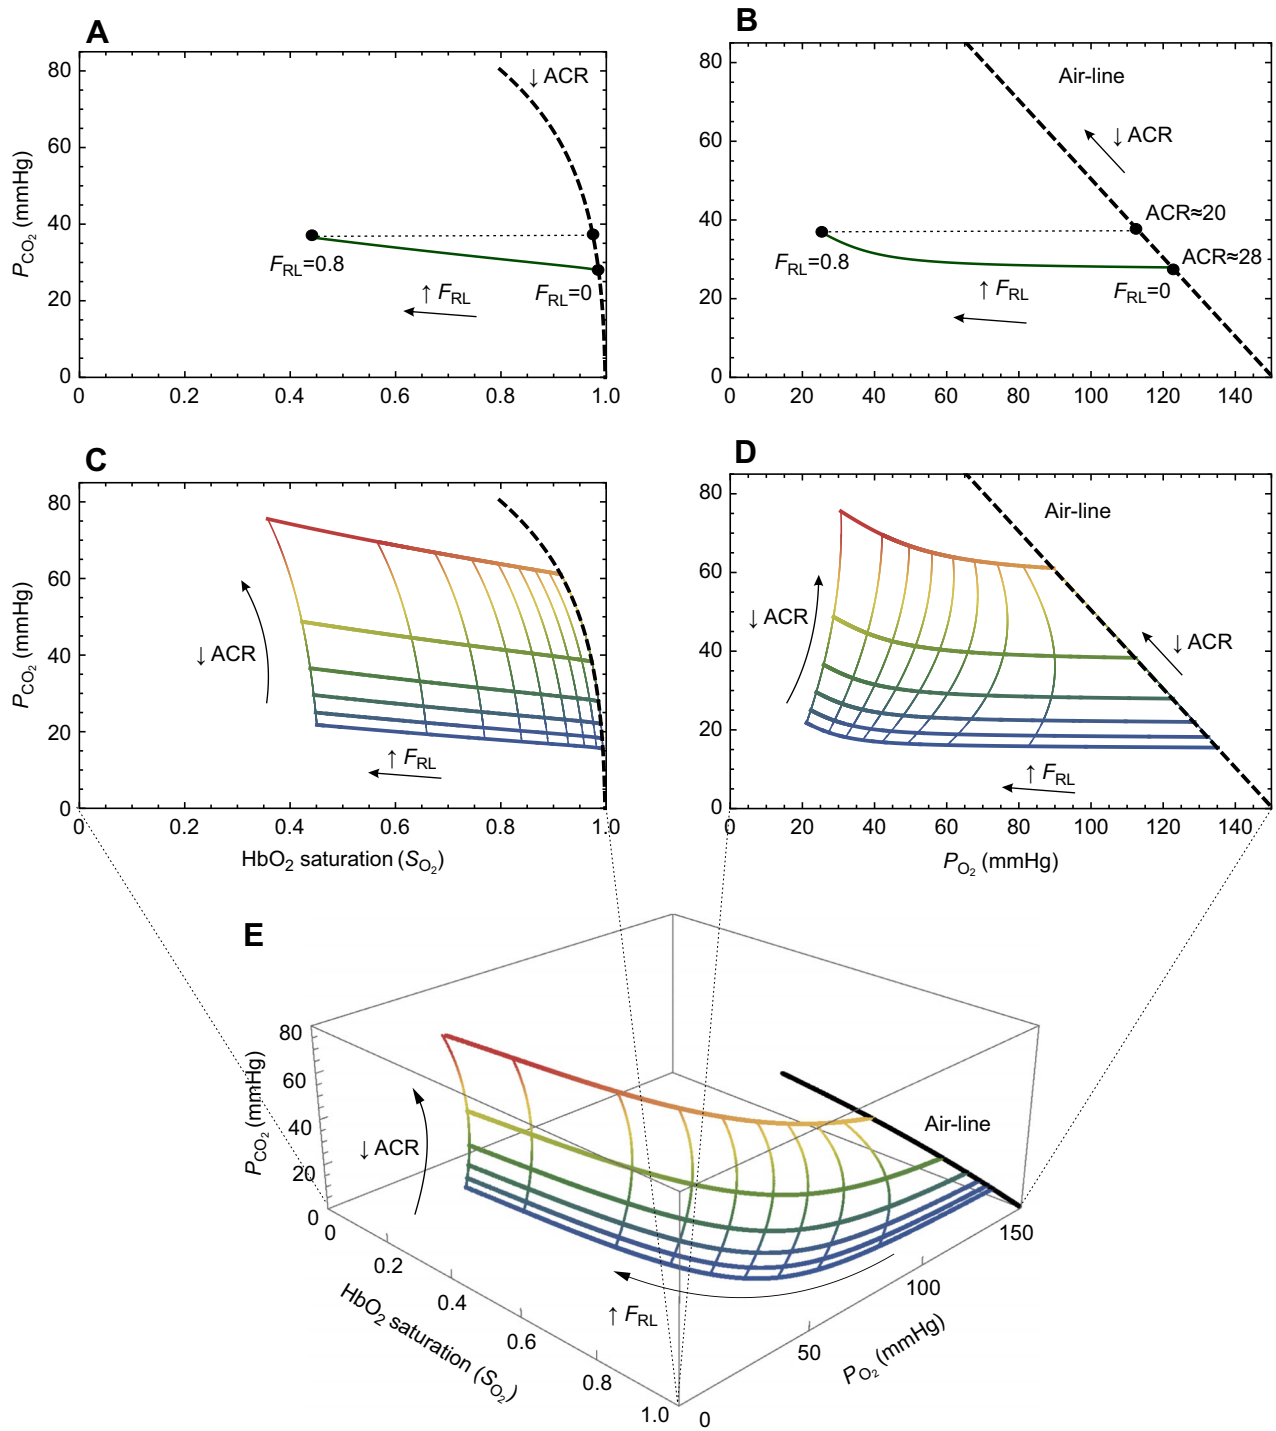 A
80
60
40
20
0
P_CO₂ (mmHg)
↓ ACR
F_RL=0.8
F_RL=0
↑ F_RL
0 0.2 0.4 0.6 0.8 1.0
B
80
60
40
20
0
Air-line
↓ ACR
ACR≈20
ACR≈28
F_RL=0.8
F_RL=0
↑ F_RL
0 20 40 60 80 100 120 140
C
80
60
40
20
0
P_CO₂ (mmHg)
↓ ACR
↑ F_RL
0 0.2 0.4 0.6 0.8 1.0
HbO₂ saturation (S_O₂)
D
80
60
40
20
0
Air-line
↓ ACR
↓ ACR
↑ F_RL
0 20 40 60 80 100 120 140
P_O₂ (mmHg)
E
80
60
40
20
0
P_CO₂ (mmHg)
↓ ACR
Air-line
↑ F_RL
0
0.2
0.4
0.6
0.8
1.0
HbO₂ saturation (S_O₂)
0
50
100
150
P_O₂ (mmHg)